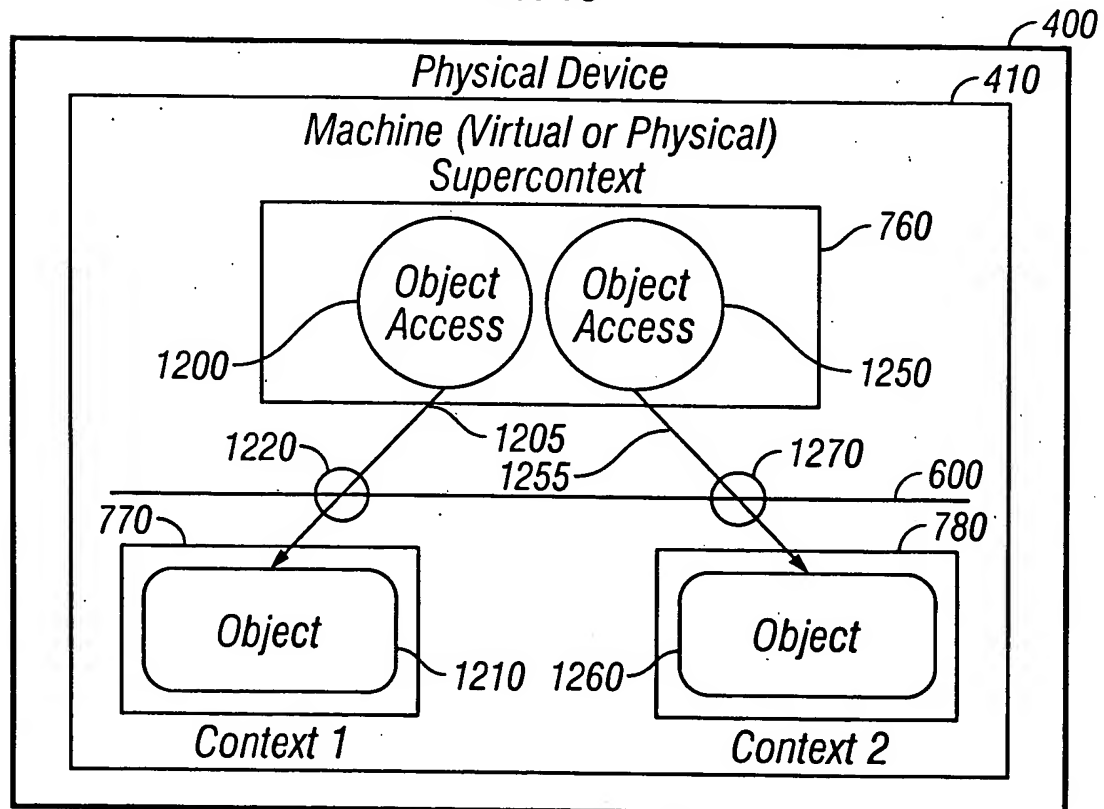 400
Physical Device
410
Machine (Virtual or Physical)
Supercontext
760
Object
Access
Object
Access
1200
1250
1205
1220
1255
1270
600
770
780
Object
Object
1210
1260
Context 1
Context 2